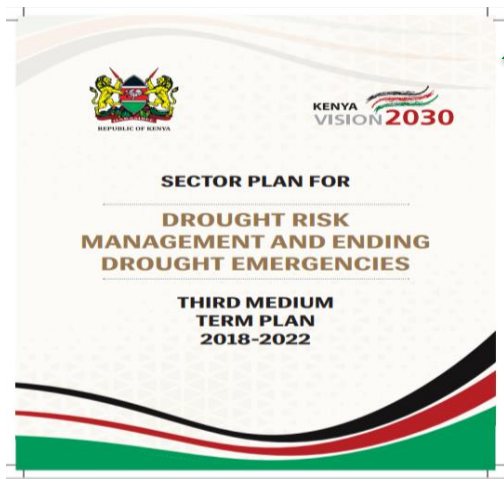 REPUBLIC OF KENYA
KENYA
VISION 2030
SECTOR PLAN FOR
DROUGHT RISK
MANAGEMENT AND ENDING
DROUGHT EMERGENCIES
THIRD MEDIUM
TERM PLAN
2018-2022